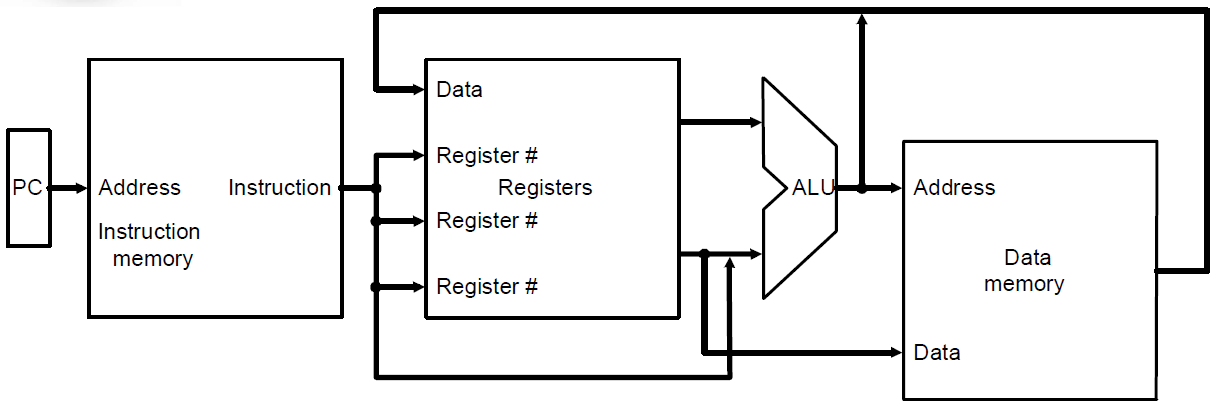 PC
Address
Instruction
Instruction
memory
Data
Register #
Registers
Register #
Register #
ALU
Address
Data
memory
Data